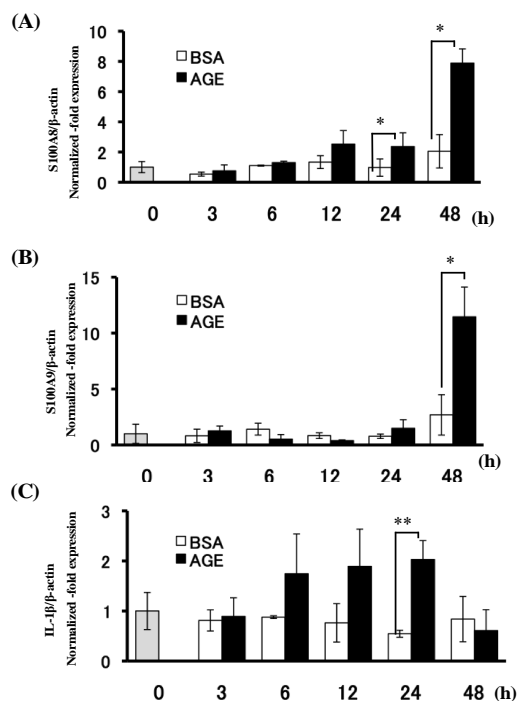 (A)
S100A8/β-actin
Normalized -fold expression
10
8
6
4
2
0
BSA
AGE
*
*
0 3 6 12 24 48 (h)
(B)
S100A9/β-actin
Normalized -fold expression
15
10
5
0
BSA
AGE
*
0 3 6 12 24 48 (h)
(C)
IL-1β/β-actin
Normalized -fold expression
3
2
1
0
BSA
AGE
**
0 3 6 12 24 48 (h)